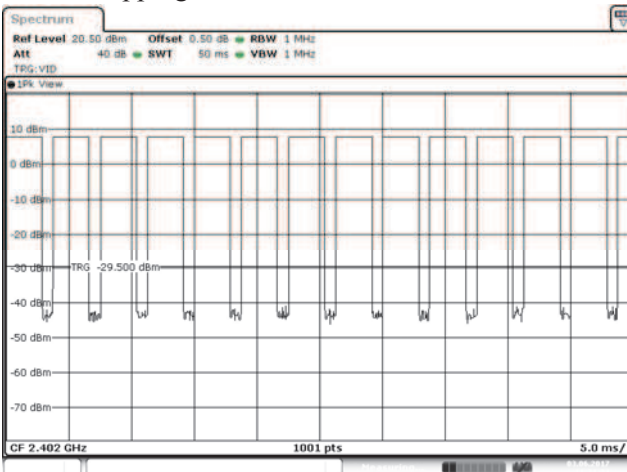 Spectrum
Ref Level 20.50 dBm Offset 0.50 dB RBW 1 MHz
Att 40 dB SWT 50 ms VBW 1 MHz
TRG:VID
1Pk View
10 dBm
0 dBm
-10 dBm
-20 dBm
-30 dBm
TRG -29.500 dBm
-40 dBm
-50 dBm
-60 dBm
-70 dBm
CF 2.402 GHz 1001 pts 5.0 ms/